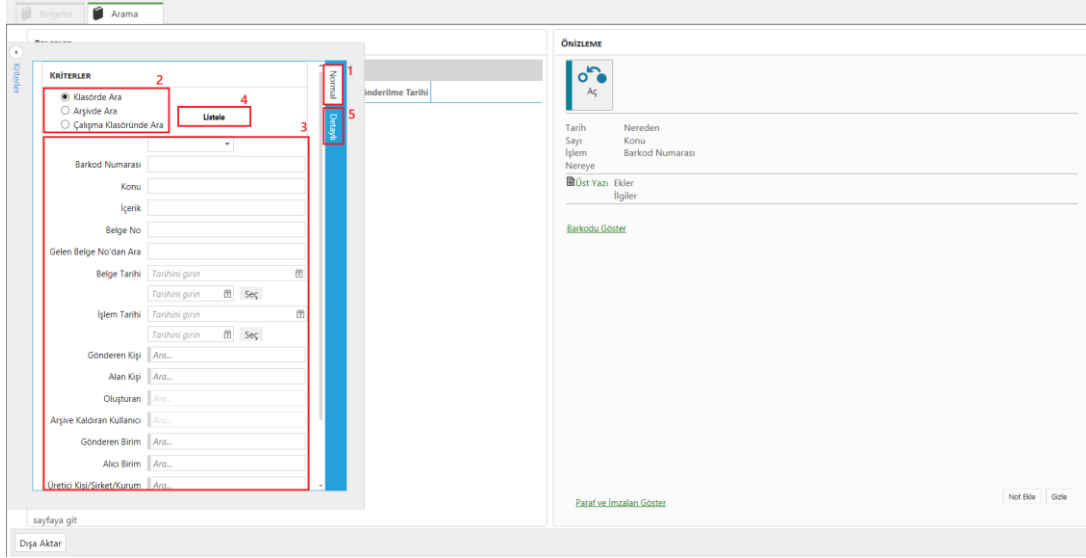 Belgeler
Arama
Kriterler
KRİTERLER
2
Klasörde Ara
Arşivde Ara
Çalışma Klasöründe Ara
4
Listele
3
1
Normal
5
Detaylı
Barkod Numarası
Konu
İçerik
Belge No
Gelen Belge No'dan Ara
Belge Tarihi Tarihini girin
Tarihini girin Seç
İşlem Tarihi Tarihini girin
Tarihini girin Seç
Gönderen Kişi Ara...
Alan Kişi Ara...
Oluşturan Ara...
Arşive Kaldıran Kullanıcı Ara...
Gönderen Birim Ara...
Alıcı Birim Ara...
Üretici Kişi/Şirket/Kurum Ara...
sayfaya git
Dışa Aktar
Tarihi
ÖNİZLEME
Aç
Tarih Nereden
Sayı Konu
İşlem Barkod Numarası
Nereye
Üst Yazı Ekler
İlgiler
Barkodu Göster
Paraf ve İmzaları Göster
Not Ekle Gizle